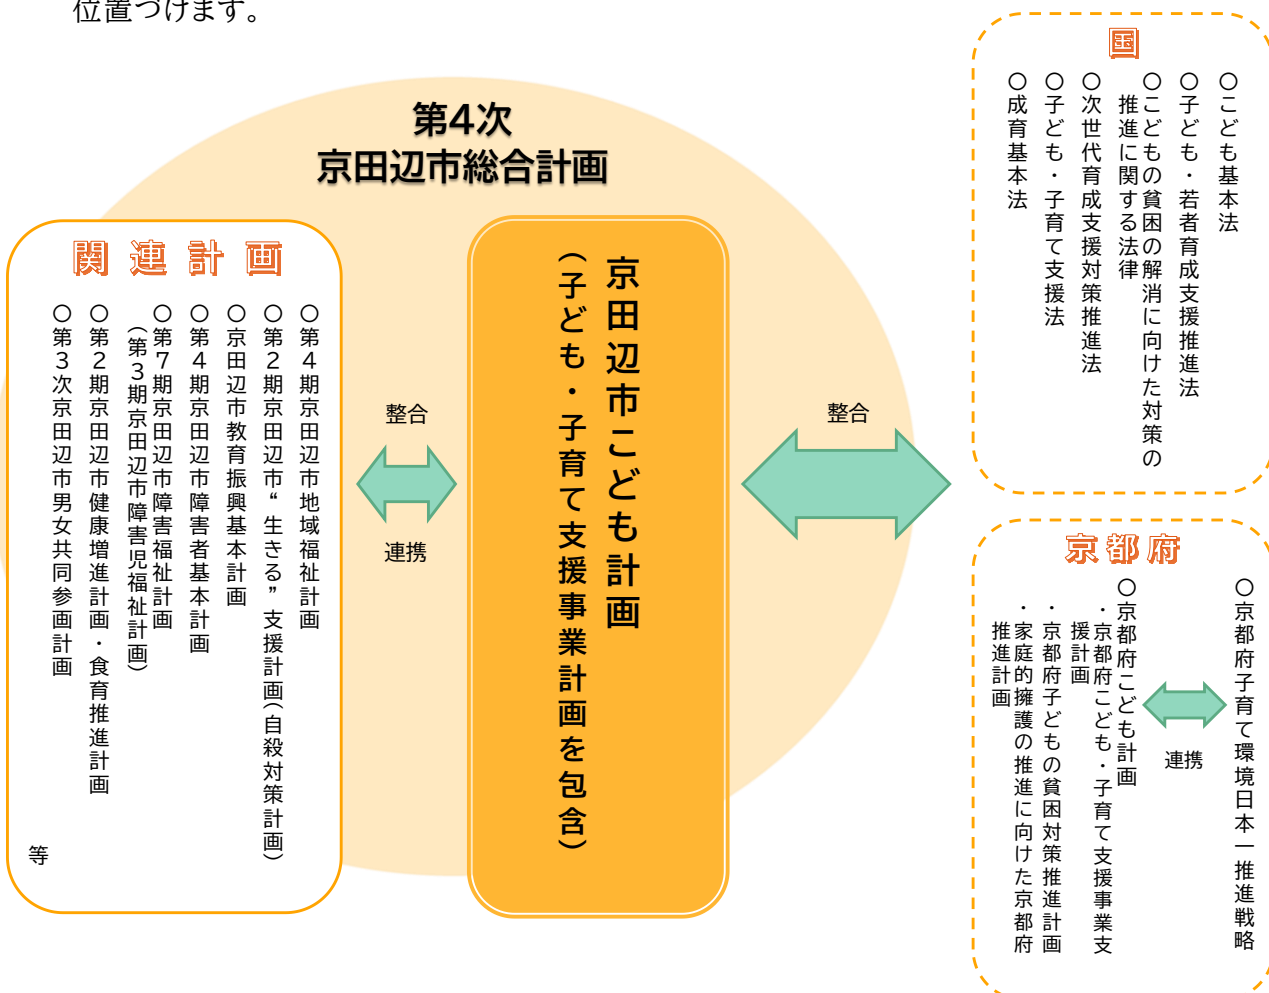 位置づけます。
第4次
京田辺市総合計画
関連計画
○第4期京田辺市地域福祉計画
○第2期京田辺市“生きる”支援計画(自殺対策計画)
○京田辺市教育振興基本計画
○第4期京田辺市障害者基本計画
○第7期京田辺市障害福祉計画
(第3期京田辺市障害児福祉計画)
○第2期京田辺市健康増進計画・食育推進計画
○第3次京田辺市男女共同参画計画
等
整合
連携
京田辺市こども計画
(子ども・子育て支援事業計画を包含)
整合
国
○こども基本法
○子ども・若者育成支援推進法
○こどもの貧困の解消に向けた対策の
推進に関する法律
○次世代育成支援対策推進法
○子ども・子育て支援法
○成育基本法
京都府
○京都府子育て環境日本一推進戦略
連携
○京都府こども計画
・京都府こども・子育て支援事業支
援計画
・京都府子どもの貧困対策推進計画
・家庭的擁護の推進に向けた京都府
推進計画